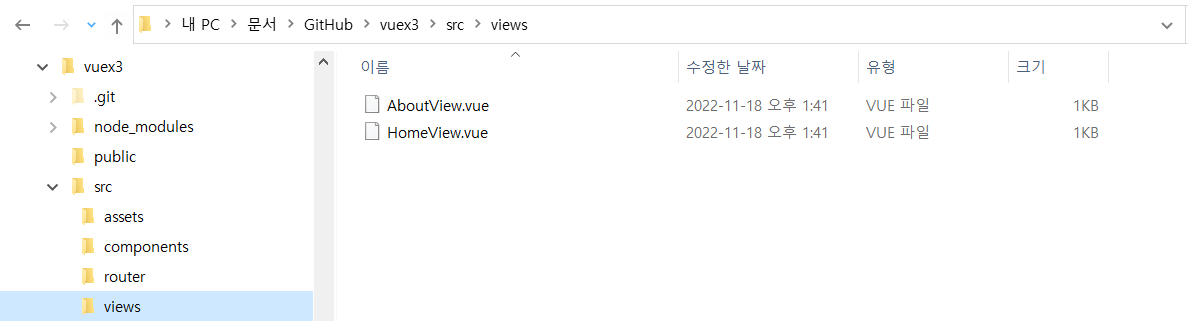 내 PC > 문서 > GitHub > vuex3 > src > views
vuex3
.git
node_modules
public
src
assets
components
router
views
이름 수정한 날짜 유형 크기
AboutView.vue 2022-11-18 오후 1:41 VUE 파일 1KB
HomeView.vue 2022-11-18 오후 1:41 VUE 파일 1KB